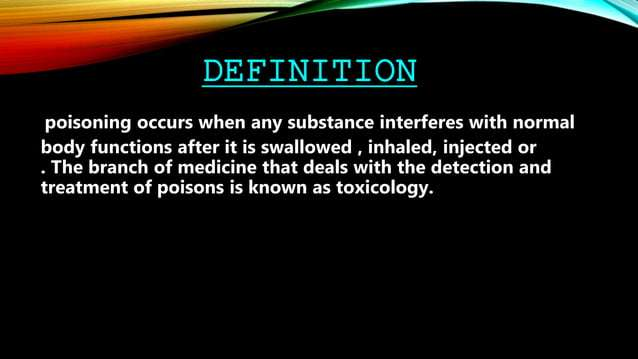 DEFINITION
poisoning occurs when any substance interferes with normal
body functions after it is swallowed , inhaled, injected or
. The branch of medicine that deals with the detection and
treatment of poisons is known as toxicology.